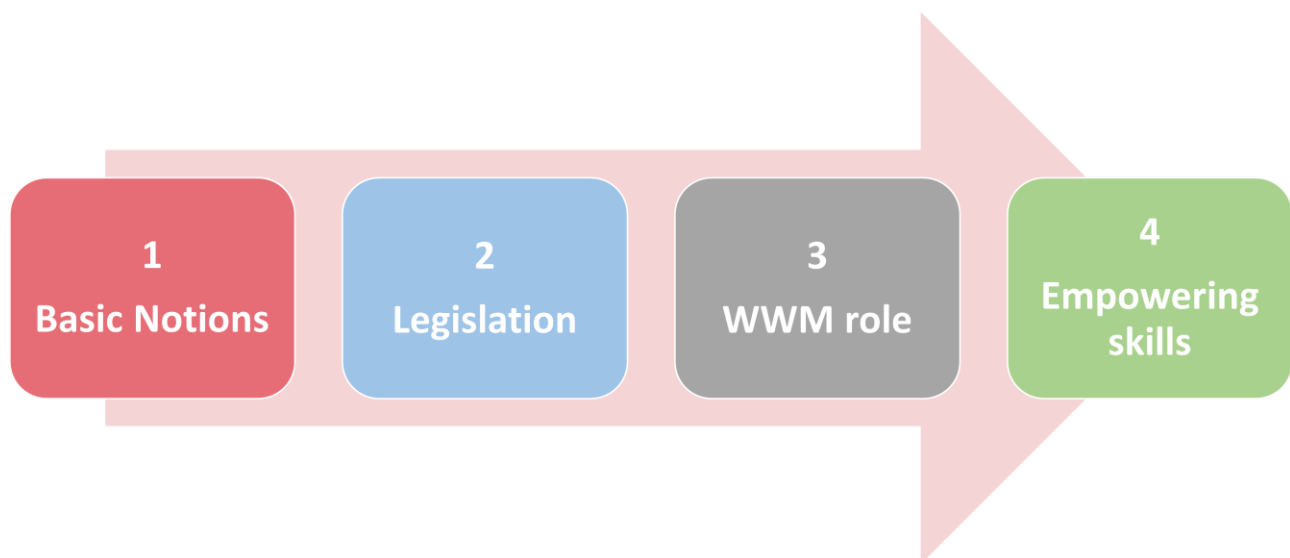 1
Basic Notions
2
Legislation
3
WWM role
4
Empowering
skills